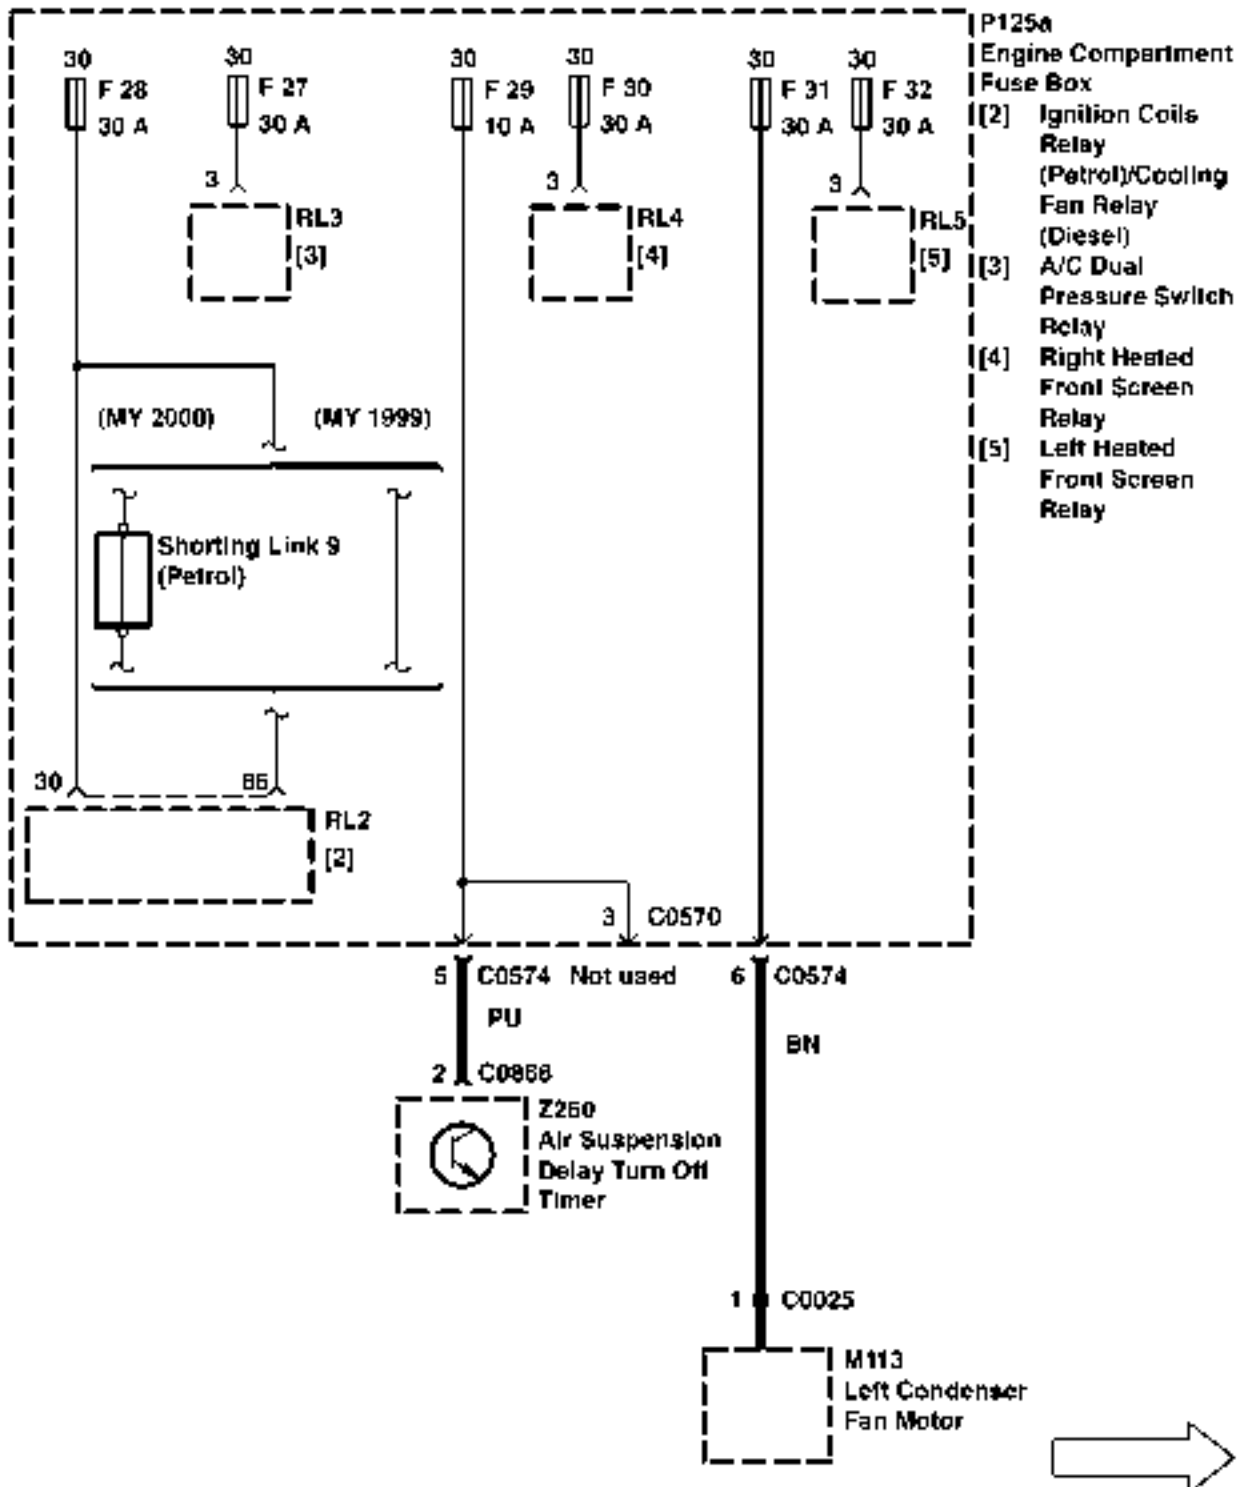 P125a
Engine Compartment
Fuse Box
[2] Ignition Coils
Relay
(Petrol)/Cooling
Fan Relay
(Diesel)
[3] A/C Dual
Pressure Switch
Relay
[4] Right Heated
Front Screen
Relay
[5] Left Heated
Front Screen
Relay
30 30 30 30 30 30
F 28 F 27 F 29 F 30 F 31 F 32
30 A 30 A 10 A 30 A 30 A 30 A
3 3 3
RL3 RL4 RL5
[3] [4] [5]
(MY 2000) (MY 1999)
Shorting Link 9
(Petrol)
30
RL2
[2]
3 C0570
5 C0574 Not used 6 C0574
PU
BN
2
Air Suspension
Delay Turn Off
Timer
1 C0025
M113
Left Condenser
Fan Motor